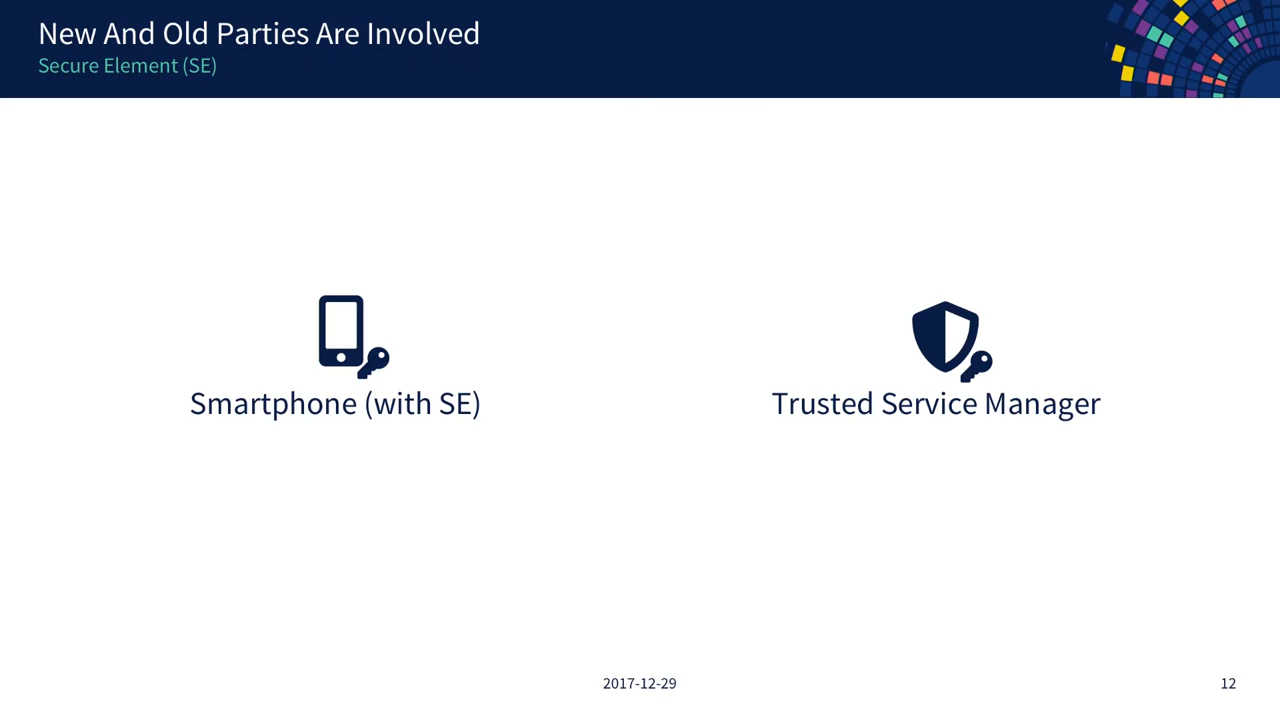 New And Old Parties Are Involved
Secure Element (SE)
Smartphone (with SE)
Trusted Service Manager
2017-12-29
12